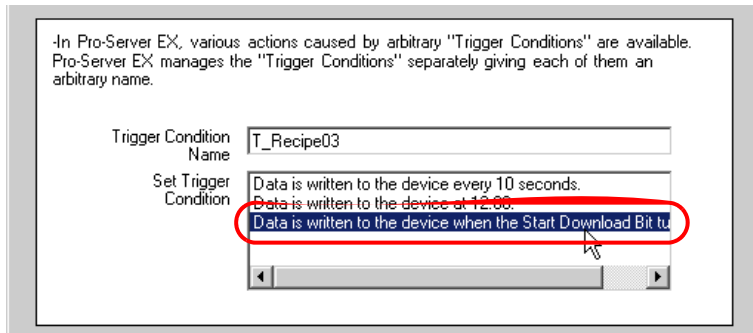 -In Pro-Server EX, various actions caused by arbitrary "Trigger Conditions" are available.
Pro-Server EX manages the "Trigger Conditions" separately giving each of them an
arbitrary name.
Trigger Condition
Name
T_Recipe03
Set Trigger
Condition
Data is written to the device every 10 seconds.
Data is written to the device at 12:00.
Data is written to the device when the Start Download Bit tu